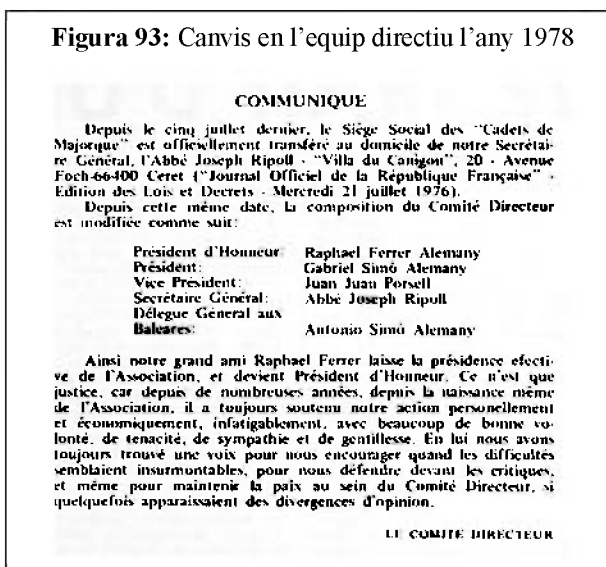 Figura 93: Canvis en l'equip directiu l'any 1978
COMMUNIQUE
Depuis le cinq juillet dernier, le Siège Social des "Cadets de
Majorque" est officiellement transféré au domicile de notre Secrétai-
re Général, l'Abbé Joseph Ripoll - "Villa du Canigou", 20 - Avenue
Foch-66400 Ceret ("Journal Officiel de la République Française" -
Edition des Lois et Decrets - Mercredi 21 juillet 1976).
Depuis cette même date, la composition du Comité Directeur
est modifiée comme suit:
Président d'Honneur: Raphael Ferrer Alemany
Président: Gabriel Simó Alemany
Vice Président: Juan Juan Porsell
Secrétaire Général: Abbé Joseph Ripoll
Délegue Géneral aux
Baleares: Antonio Simó Alemany
Ainsi notre grand ami Raphael Ferrer laisse la présidence efecti-
ve de l'Association, et devient Président d'Honneur. Ce n'est que
justice, car depuis de nombreuses années, depuis la naissance même
de l'Association, il a toujours soutenu notre action personellement
et économiquement, infatigablement, avec beaucoup de bonne vo-
lonté, de tenacité, de sympathie et de gentillesse. En lui nous avons
toujours trouvé une voix pour nous encourager quand les difficultés
semblaient insurmontables, pour nous défendre devant les critiques,
et même pour maintenir la paix au sein du Comité Directeur, si
quelquefois apparaissaient des divergences d'opinion.
LE COMITE DIRECTEUR